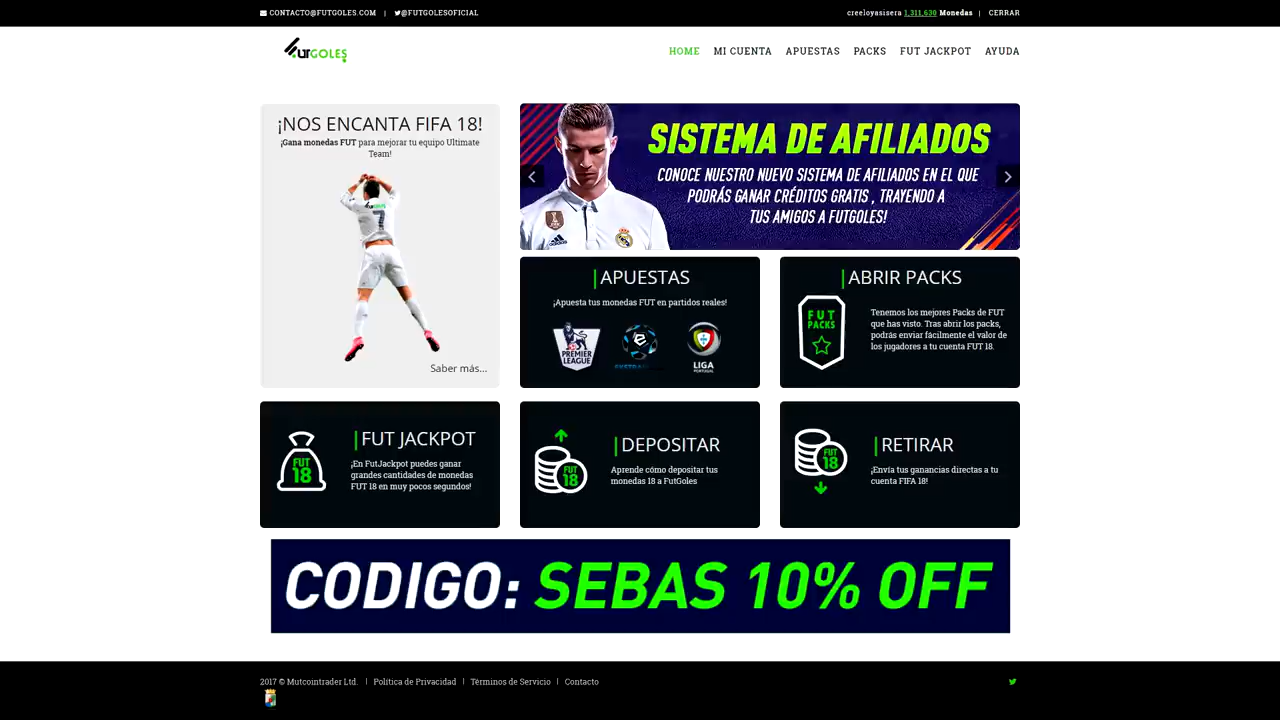 CONTACTO@FUTGOLES.COM | @FUTGOLESOFICIAL
creeloyasisera 1,311,630 Monedas | CERRAR
FUTGOLES
HOME MI CUENTA APUESTAS PACKS FUT JACKPOT AYUDA
¡NOS ENCANTA FIFA 18!
¡Gana monedas FUT para mejorar tu equipo Ultimate
Team!
7
Saber más...
SISTEMA DE AFILIADOS
CONOCE NUESTRO NUEVO SISTEMA DE AFILIADOS EN EL QUE
PODRÁS GANAR CRÉDITOS GRATIS , TRAYENDO A
TUS AMIGOS A FUTGOLES!
|APUESTAS
¡Apuesta tus monedas FUT en partidos reales!
PREMIER
LEAGUE
LIGA
PORTUGAL
|ABRIR PACKS
FUT
PACKS
Tenemos los mejores Packs de FUT
que has visto. Tras abrir los packs,
podrás enviar fácilmente el valor de
los jugadores a tu cuenta FUT 18.
FUT
18
|FUT JACKPOT
¡En FutJackpot puedes ganar
grandes cantidades de monedas
FUT 18 en muy pocos segundos!
FUT
18
|DEPOSITAR
Aprende cómo depositar tus
monedas 18 a FutGoles
FUT
18
|RETIRAR
¡Envía tus ganancias directas a tu
cuenta FIFA 18!
CODIGO: SEBAS 10% OFF
2017 © Mutcointrader Ltd. | Política de Privacidad | Términos de Servicio | Contacto